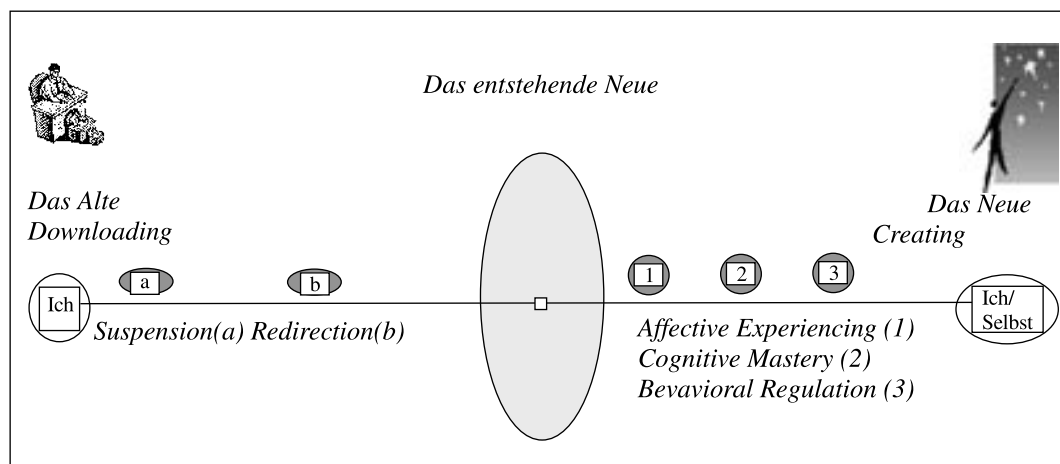 Das entstehende Neue
Das Alte
Downloading
Das Neue
Creating
a
b
1
2
3
Ich
Ich/
Selbst
Suspension(a) Redirection(b)
Affective Experiencing (1)
Cognitive Mastery (2)
Bevavioral Regulation (3)